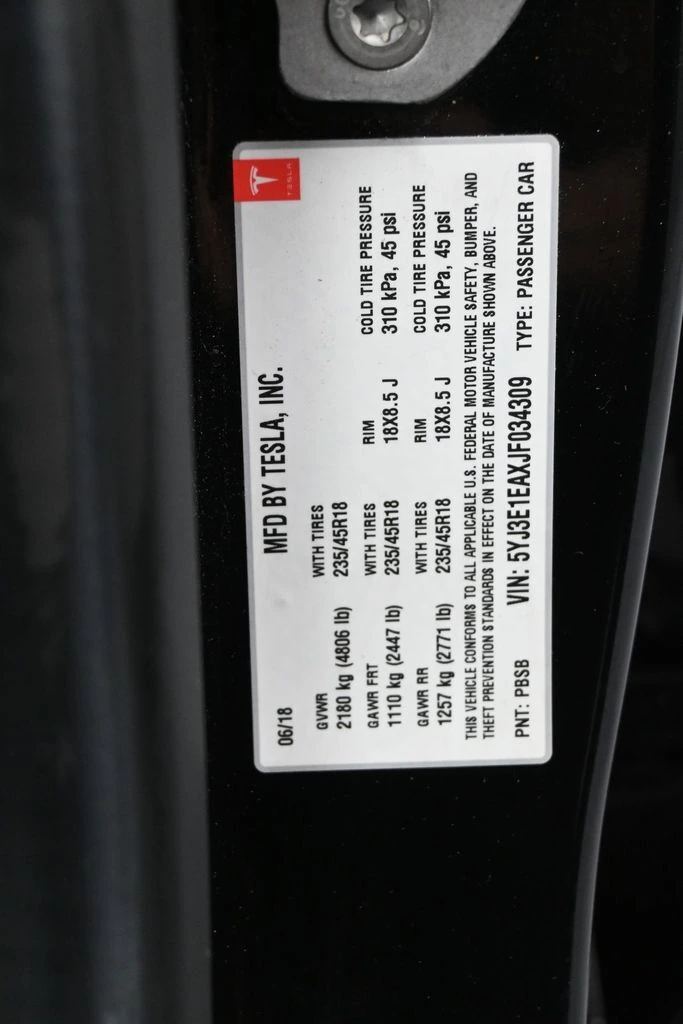 TESLA
06/18 MFD BY TESLA, INC.
GVWR WITH TIRES
2180 kg (4806 lb) 235/45R18
GAWR FRT WITH TIRES RIM COLD TIRE PRESSURE
1110 kg (2447 lb) 235/45R18 18X8.5 J 310 kPa, 45 psi
GAWR RR WITH TIRES RIM COLD TIRE PRESSURE
1257 kg (2771 lb) 235/45R18 18X8.5 J 310 kPa, 45 psi
THIS VEHICLE CONFORMS TO ALL APPLICABLE U.S. FEDERAL MOTOR VEHICLE SAFETY, BUMPER, AND
THEFT PREVENTION STANDARDS IN EFFECT ON THE DATE OF MANUFACTURE SHOWN ABOVE.
PNT: PBSB VIN: 5YJ3E1EAXJF034309 TYPE: PASSENGER CAR